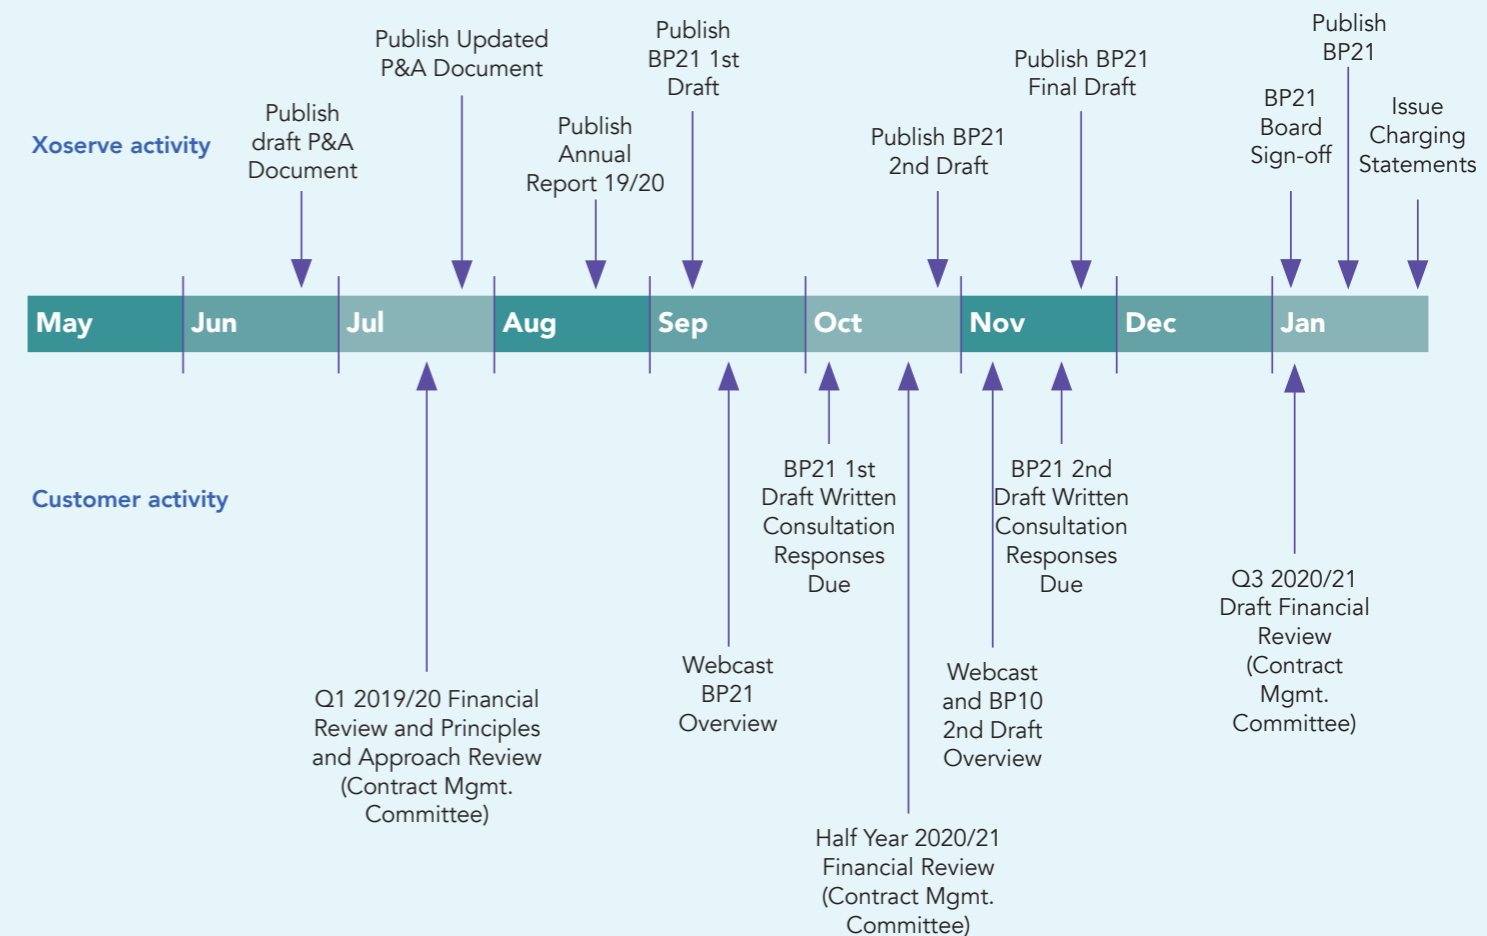 Publish Updated
P&A Document
Publish
BP21 1st
Draft
Publish BP21
Final Draft
Publish
BP21
Xoserve activity
Publish
draft P&A
Document
Publish
Annual
Report 19/20
Publish BP21
2nd Draft
BP21
Board
Sign-off
Issue
Charging
Statements
May
Jun
Jul
Aug
Sep
Oct
Nov
Dec
Jan
Customer activity
Q1 2019/20 Financial
Review and Principles
and Approach Review
(Contract Mgmt.
Committee)
Webcast
BP21
Overview
BP21 1st
Draft Written
Consultation
Responses
Due
Half Year 2020/21
Financial Review
(Contract Mgmt.
Committee)
Webcast
and BP10
2nd Draft
Overview
BP21 2nd
Draft Written
Consultation
Responses
Due
Q3 2020/21
Draft Financial
Review
(Contract
Mgmt.
Committee)